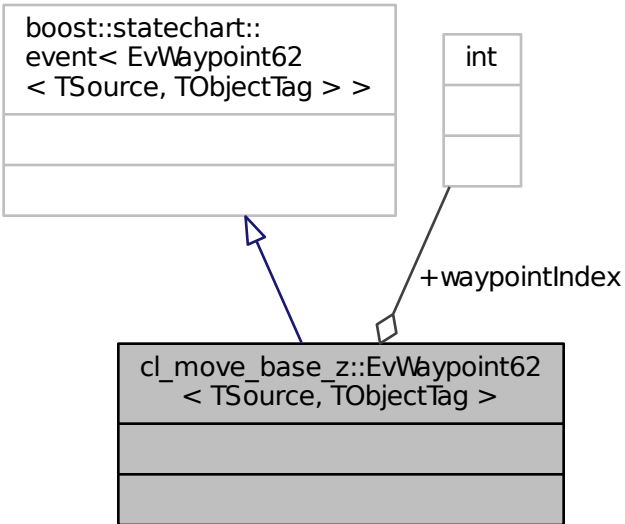 boost::statechart::
event< EvWaypoint62
< TSource, TObjectTag > >
int
+waypointIndex
cl_move_base_z::EvWaypoint62
< TSource, TObjectTag >